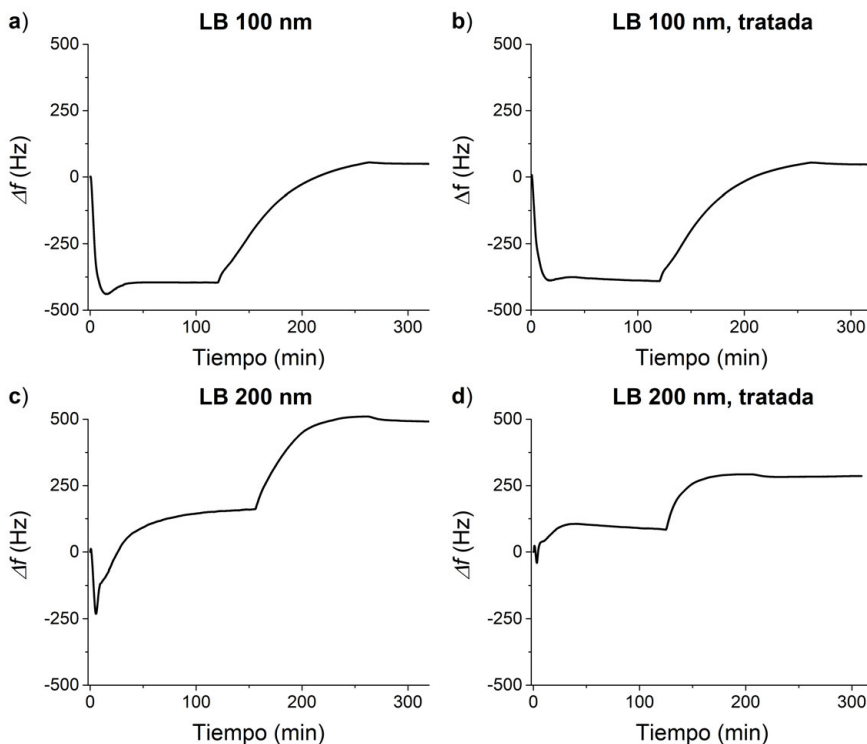 a) LB 100 nm
500
250
0
-250
-500
Δf (Hz)
0 100 200 300
Tiempo (min)
b) LB 100 nm, tratada
500
250
0
-250
-500
Δf (Hz)
0 100 200 300
Tiempo (min)
c) LB 200 nm
500
250
0
-250
-500
Δf (Hz)
0 100 200 300
Tiempo (min)
d) LB 200 nm, tratada
500
250
0
-250
-500
Δf (Hz)
0 100 200 300
Tiempo (min)